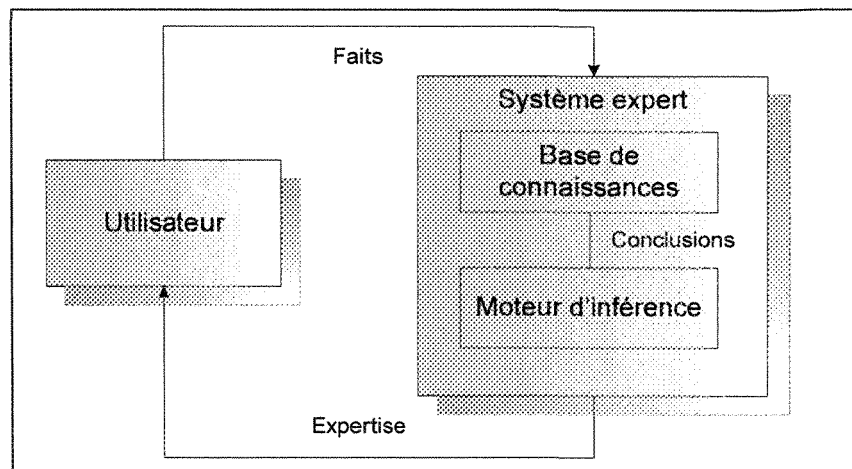 Faits
Système expert
Base de
connaissances
Utilisateur
Conclusions
Moteur d'inférence
Expertise